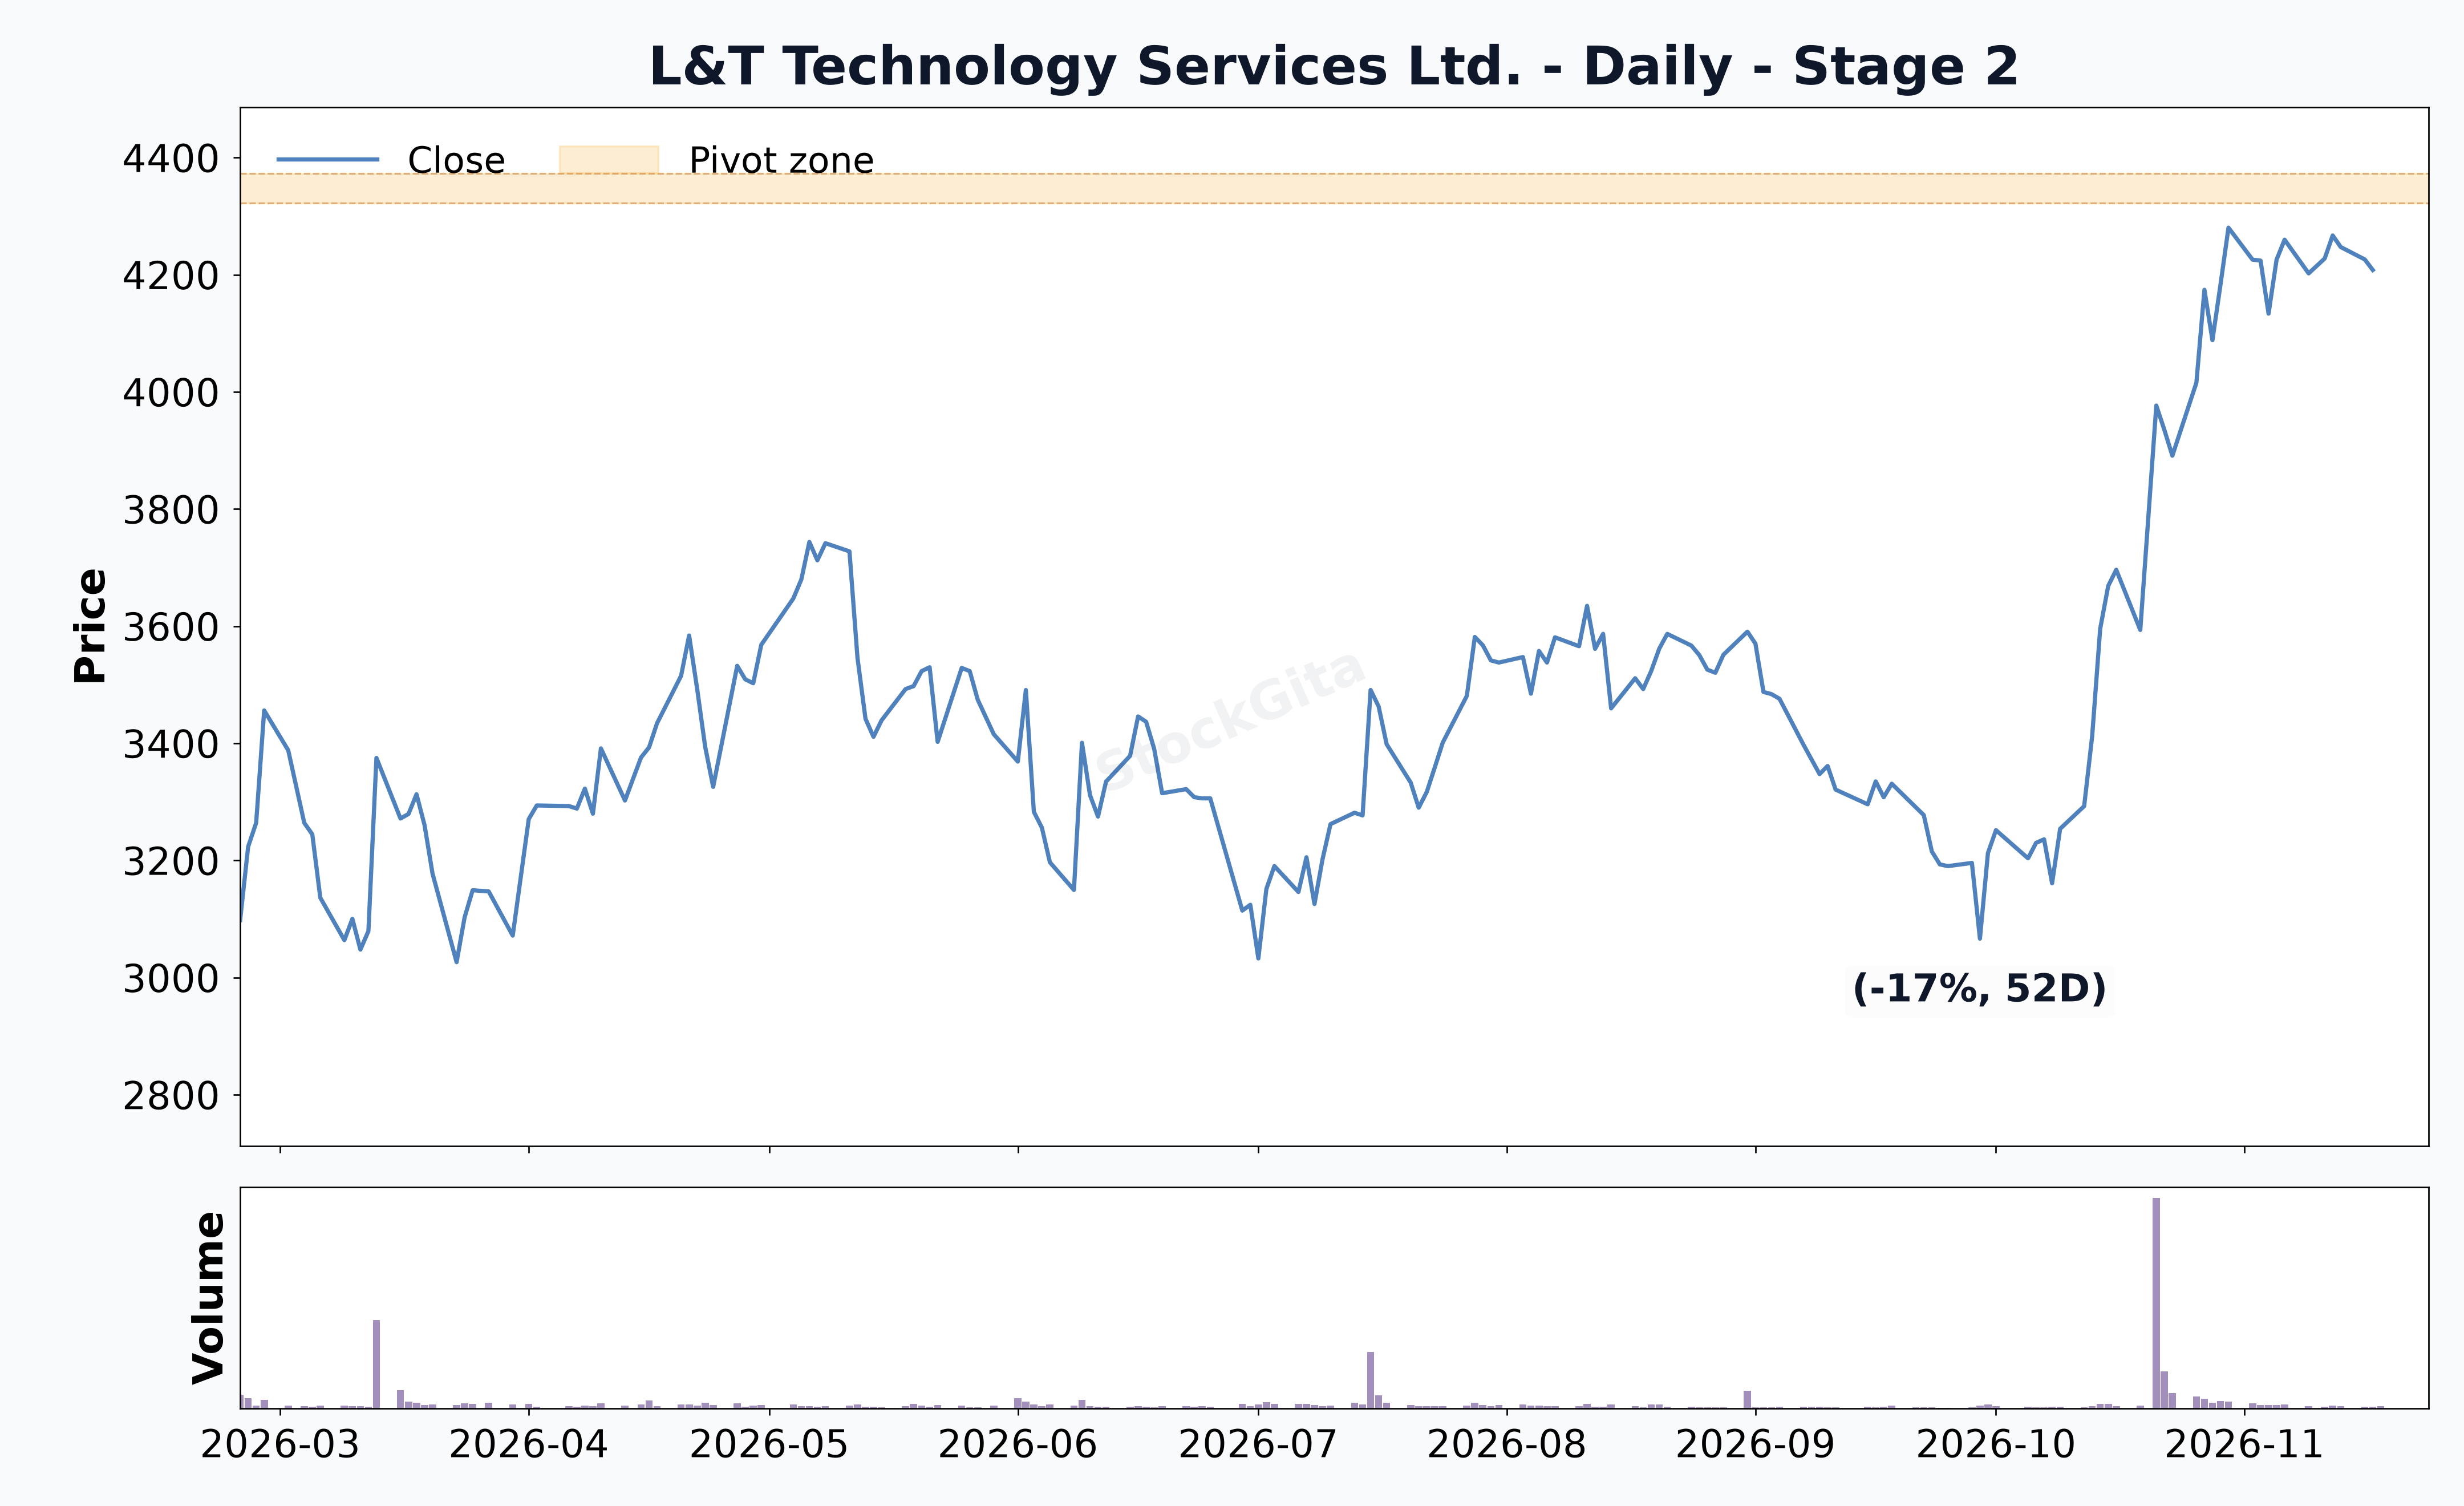 L&T Technology Services Ltd. - Daily - Stage 2
Close
Pivot zone
4400
4200
4000
3800
3600
3400
3200
3000
2800
Price
StockGita
(-17%, 52D)
Volume
2026-03
2026-04
2026-05
2026-06
2026-07
2026-08
2026-09
2026-10
2026-11